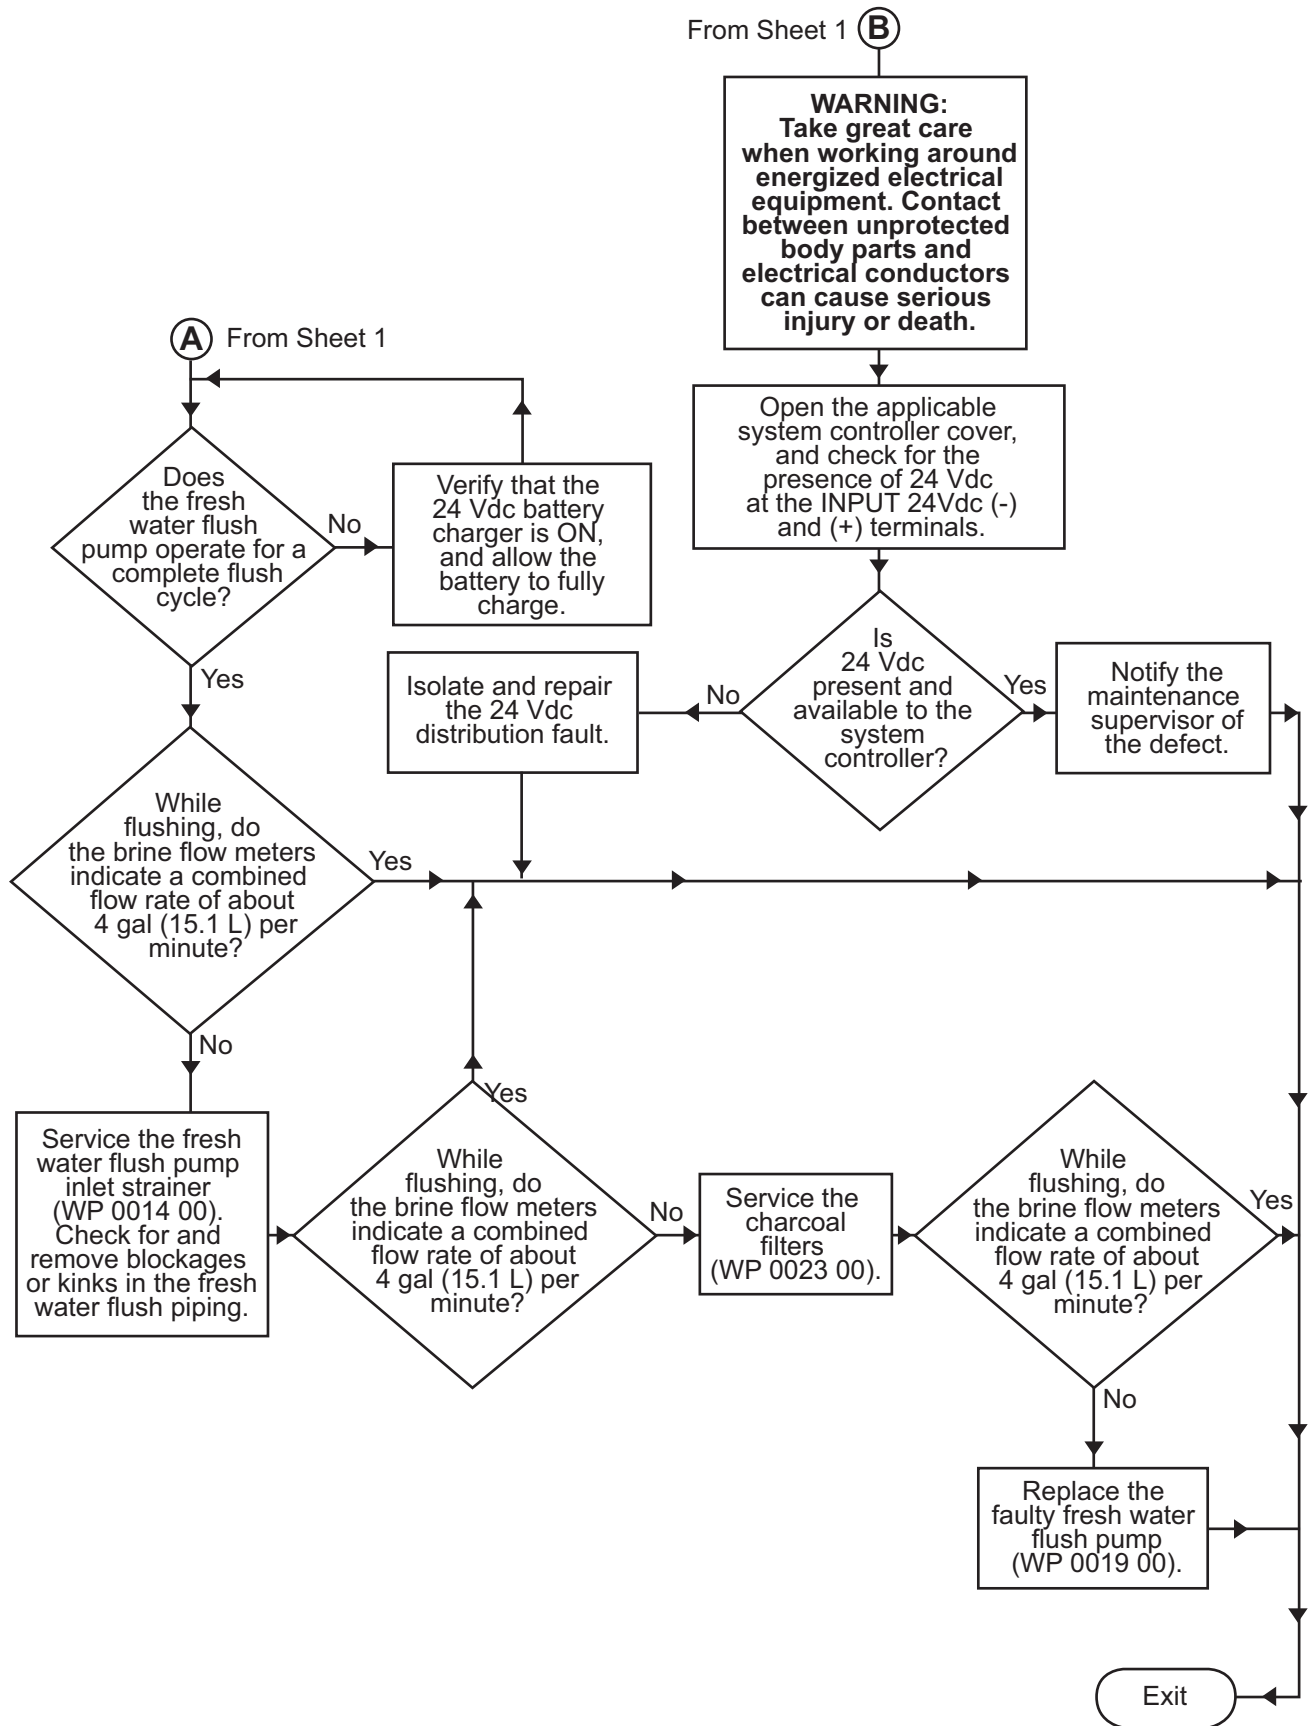 From Sheet 1 B
WARNING:
Take great care
when working around
energized electrical
equipment. Contact
between unprotected
body parts and
electrical conductors
can cause serious
injury or death.
A From Sheet 1
Open the applicable
system controller cover,
and check for the
presence of 24 Vdc
at the INPUT 24Vdc (-)
and (+) terminals.
Does
the fresh
water flush
pump operate for a
complete flush
cycle?
No
Verify that the
24 Vdc battery
charger is ON,
and allow the
battery to fully
charge.
Yes
Is
24 Vdc
present and
available to the
system
controller?
No
Isolate and repair
the 24 Vdc
distribution fault.
Yes
Notify the
maintenance
supervisor of
the defect.
While
flushing, do
the brine flow meters
indicate a combined
flow rate of about
4 gal (15.1 L) per
minute?
Yes
No
Service the fresh
water flush pump
inlet strainer
(WP 0014 00).
Check for and
remove blockages
or kinks in the fresh
water flush piping.
Yes
While
flushing, do
the brine flow meters
indicate a combined
flow rate of about
4 gal (15.1 L) per
minute?
No
Service the
charcoal
filters
(WP 0023 00).
While
flushing, do
the brine flow meters
indicate a combined
flow rate of about
4 gal (15.1 L) per
minute?
Yes
No
Replace the
faulty fresh water
flush pump
(WP 0019 00).
Exit